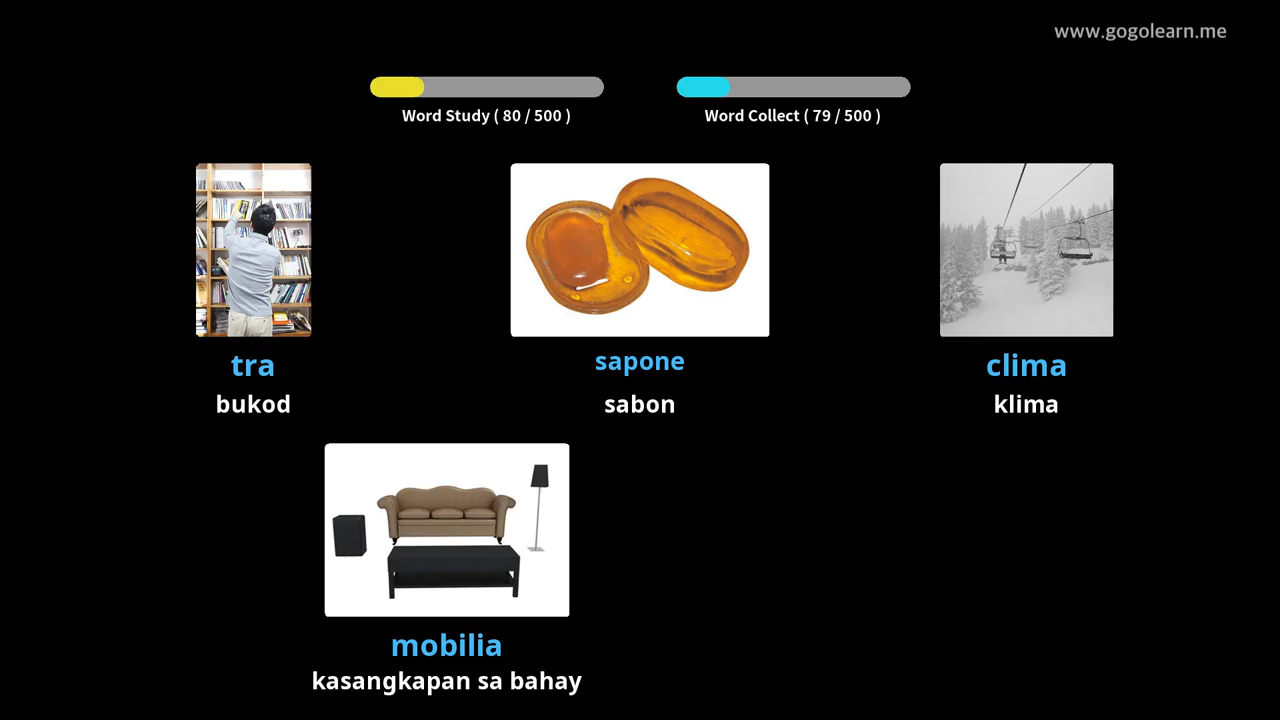 www.gogolearn.me
Word Study ( 80 / 500 )
Word Collect ( 79 / 500 )
tra
bukod
sapone
sabon
clima
klima
mobilia
kasangkapan sa bahay